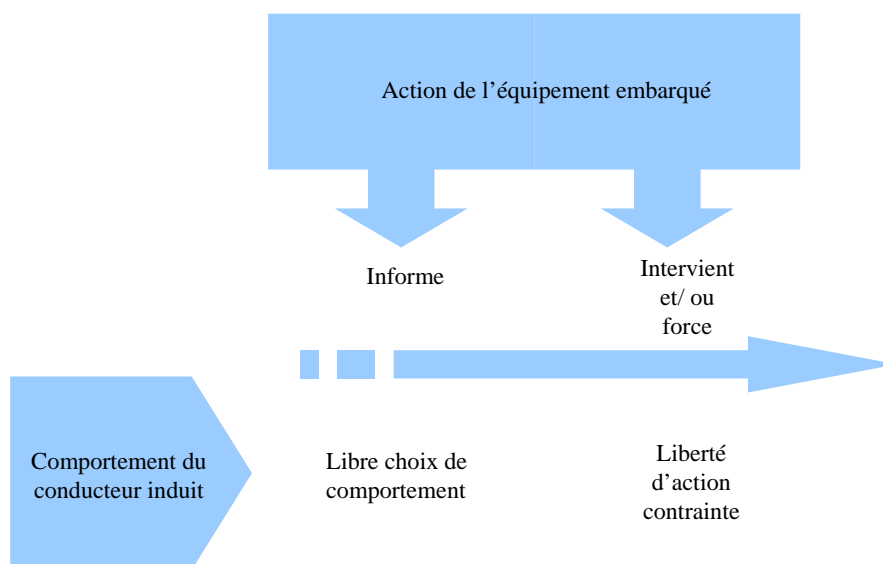 Action de l’équipement embarqué
Informe
Intervient
et/ ou
force
Comportement du
conducteur induit
Libre choix de
comportement
Liberté
d’action
contrainte